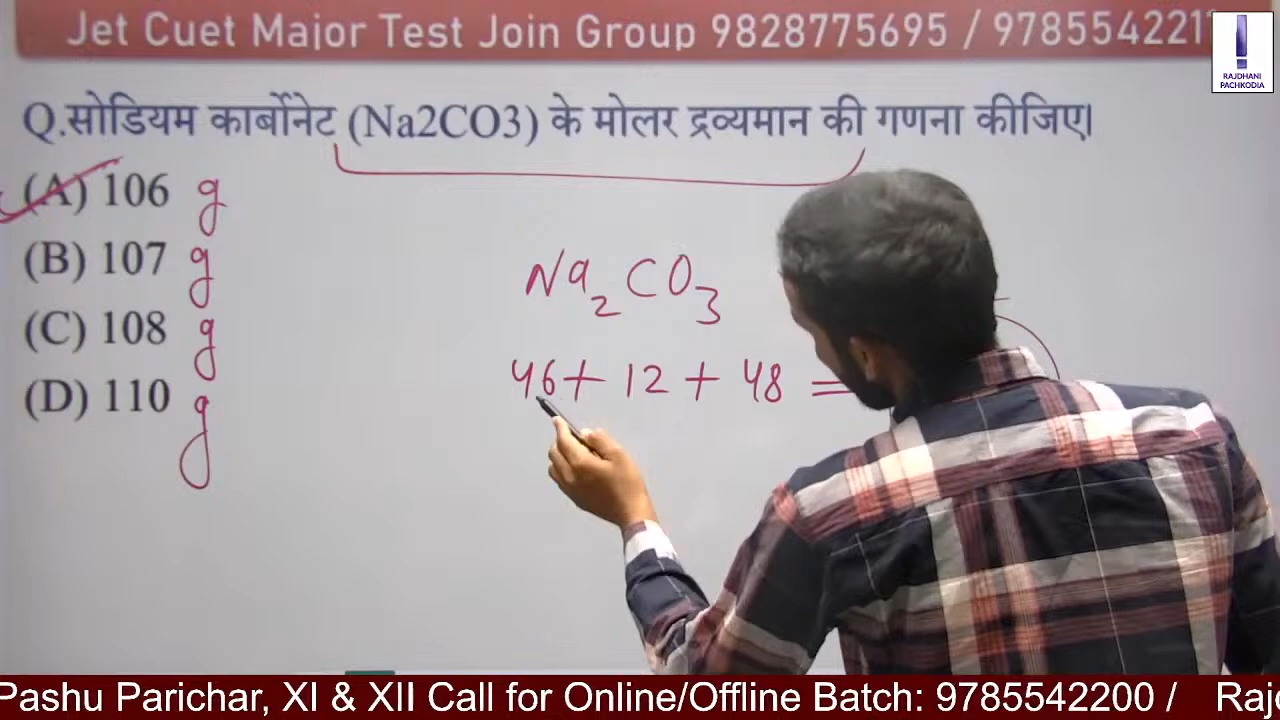 Jet Cuet Major Test Join Group 9828775695 / 978554221
RAJDHANI
PACHKODIA
Q.सोडियम कार्बोनेट (Na2CO3) के मोलर द्रव्यमान की गणना कीजिए।
(A) 106 g
(B) 107 g
(C) 108 g
(D) 110 g
Na2CO3
46+ 12 + 48 =
Pashu Parichar, XI & XII Call for Online/Offline Batch: 9785542200 /